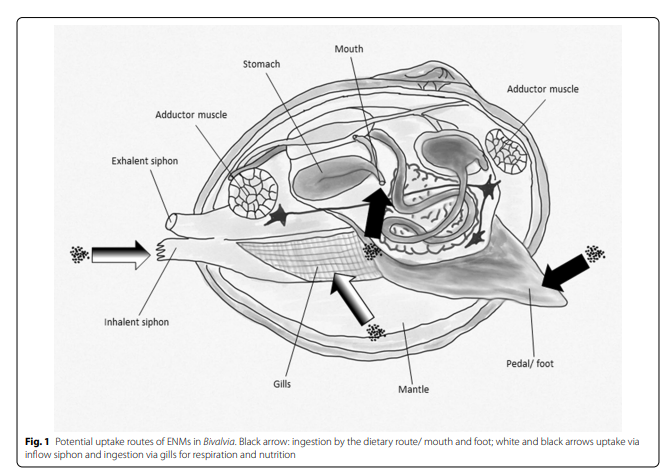 Mouth
Stomach
Adductor muscle
Adductor muscle
Exhalent siphon
Inhalent siphon
Pedal/ foot
Gills
Mantle
Fig. 1 Potential uptake routes of ENMs in Bivalvia. Black arrow: ingestion by the dietary route/ mouth and foot; white and black arrows uptake via
inflow siphon and ingestion via gills for respiration and nutrition